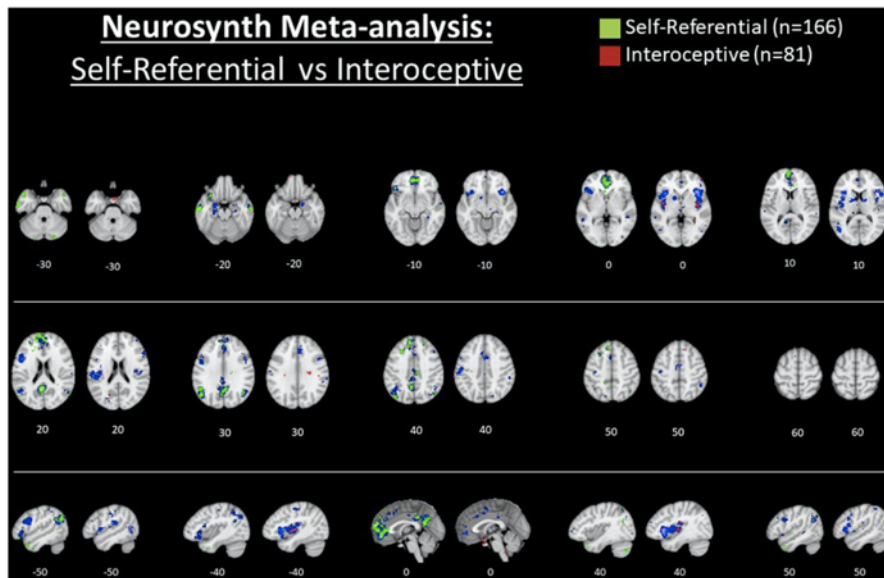 Neurosynth Meta-analysis:
Self-Referential vs Interoceptive
Self-Referential (n=166)
Interoceptive (n=81)
-30 -30 -20 -20 -10 -10 0 0 10 10
20 20 30 30 40 40 50 50 60 60
-50 -50 -40 -40 0 0 40 40 50 50